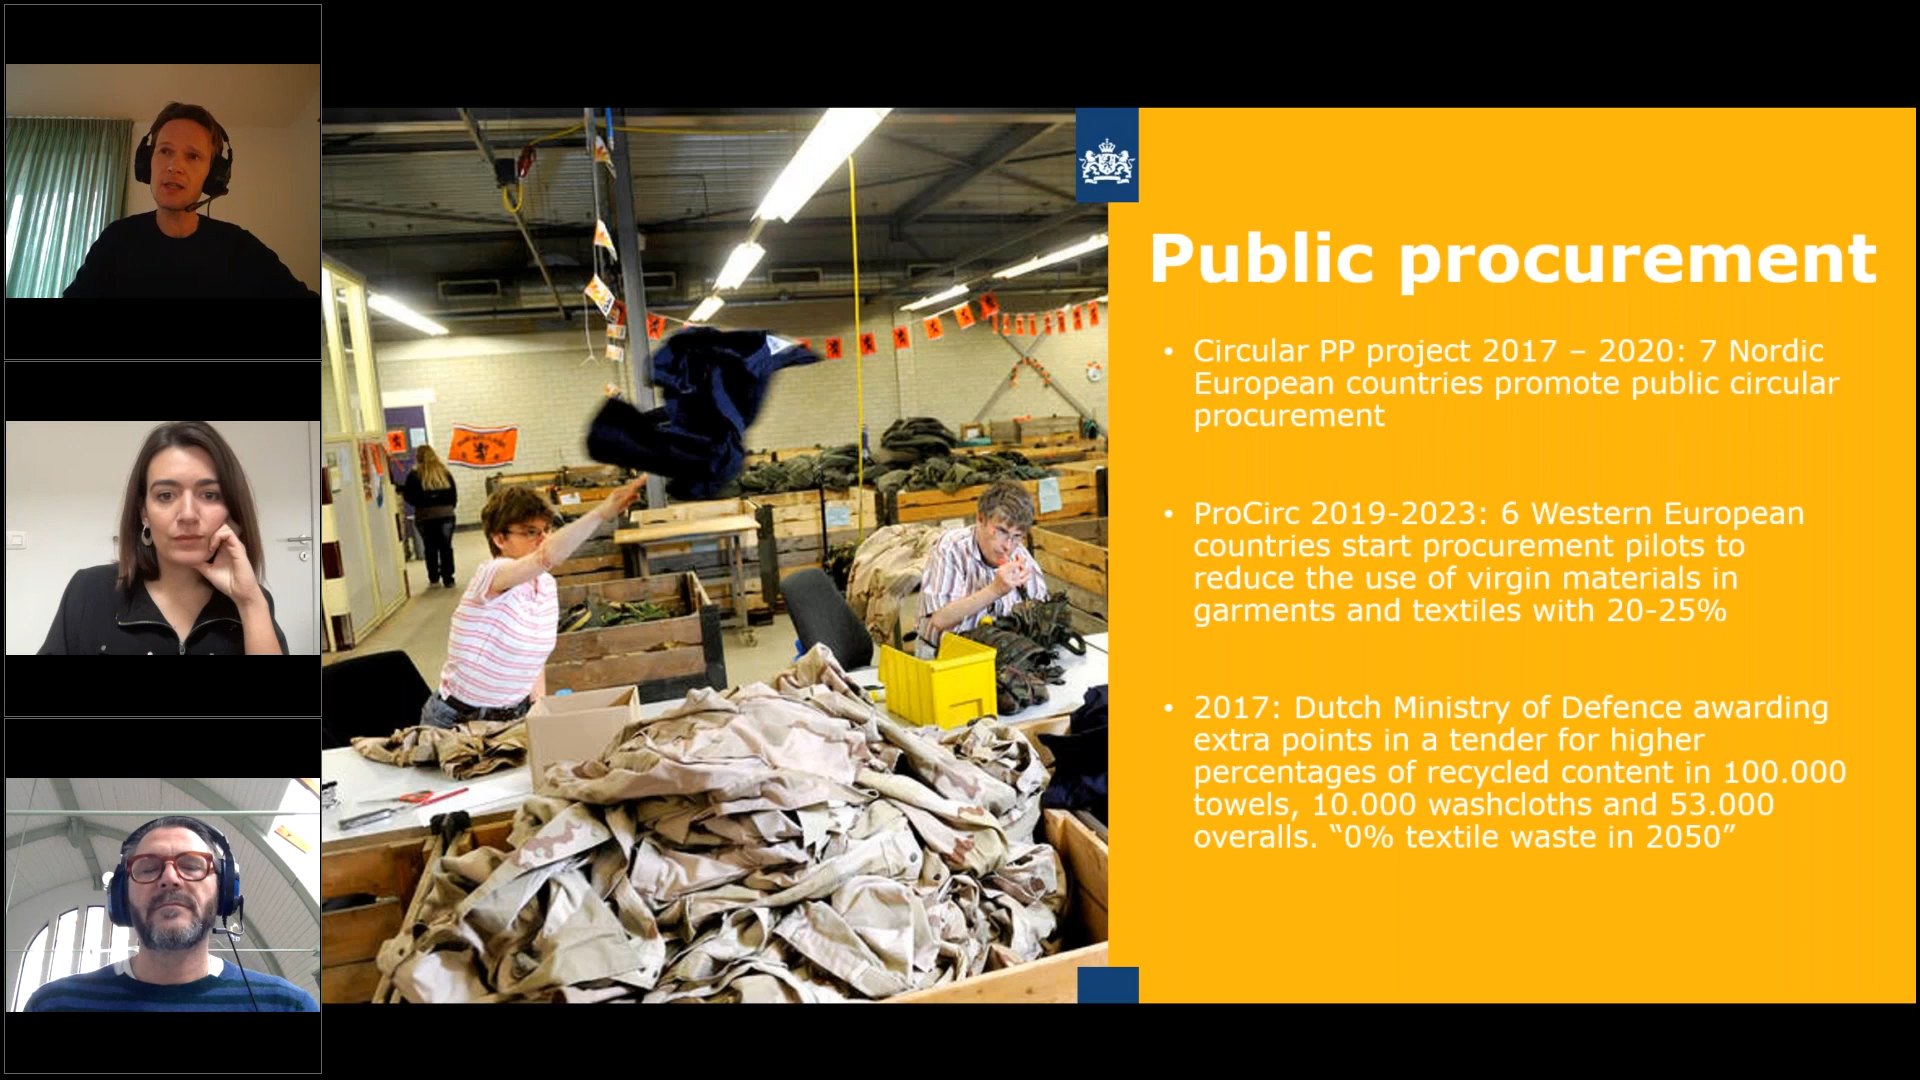 Public procurement
• Circular PP project 2017 – 2020: 7 Nordic
European countries promote public circular
procurement
• ProCirc 2019-2023: 6 Western European
countries start procurement pilots to
reduce the use of virgin materials in
garments and textiles with 20-25%
• 2017: Dutch Ministry of Defence awarding
extra points in a tender for higher
percentages of recycled content in 100.000
towels, 10.000 washcloths and 53.000
overalls. “0% textile waste in 2050”